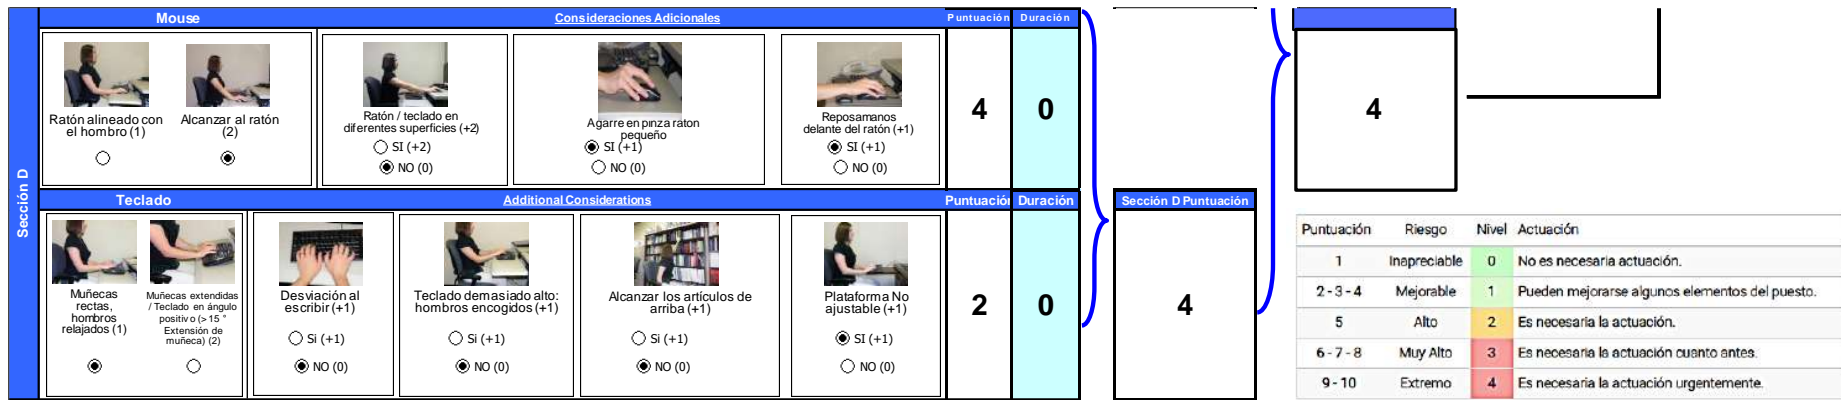 Sección D
Mouse
Consideraciones Adicionales
Puntuación
Duración
Ratón alineado con
el hombro (1)
Alcanzar al ratón
(2)
Ratón / teclado en
diferentes superficies (+2)
SI (+2)
NO (0)
Agarre en pinza raton
pequeño
SI (+1)
NO (0)
Reposamanos
delante del ratón (+1)
SI (+1)
NO (0)
4
0
Teclado
Additional Considerations
Puntuación
Duración
Muñecas
rectas,
hombros
relajados (1)
Muñecas extendidas
/ Teclado en ángulo
positivo (> 15 °
Extensión de
muñeca) (2)
Desviación al
escribir (+1)
Si (+1)
NO (0)
Teclado demasiado alto:
hombros encogidos (+1)
Si (+1)
NO (0)
Alcanzar los artículos de
arriba (+1)
Si (+1)
NO (0)
Plataforma No
ajustable (+1)
SI (+1)
NO (0)
2
0
Sección D Puntuación
4
4
Puntuación Riesgo Nivel Actuación
1 Inapreciable 0 No es necesaria actuación.
2 - 3 - 4 Mejorable 1 Pueden mejorarse algunos elementos del puesto.
5 Alto 2 Es necesaria la actuación.
6 - 7 - 8 Muy Alto 3 Es necesaria la actuación cuanto antes.
9 - 10 Extremo 4 Es necesaria la actuación urgentemente.